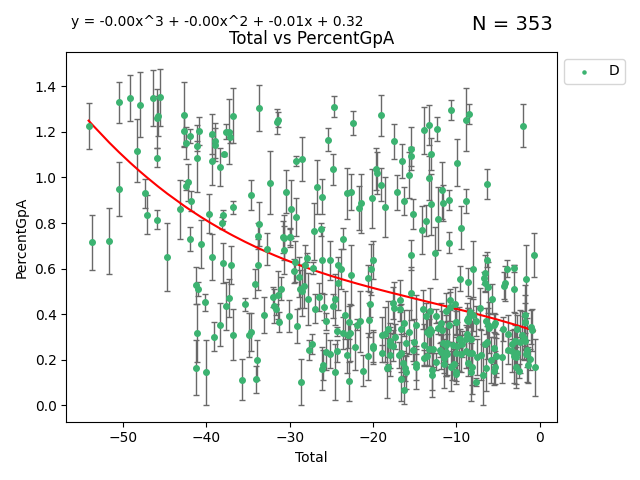 y = -0.00x^3 + -0.00x^2 + -0.01x + 0.32
N = 353
Total vs PercentGpA
D
PercentGpA
1.4
1.2
1.0
0.8
0.6
0.4
0.2
0.0
−50 −40 −30 −20 −10 0
Total